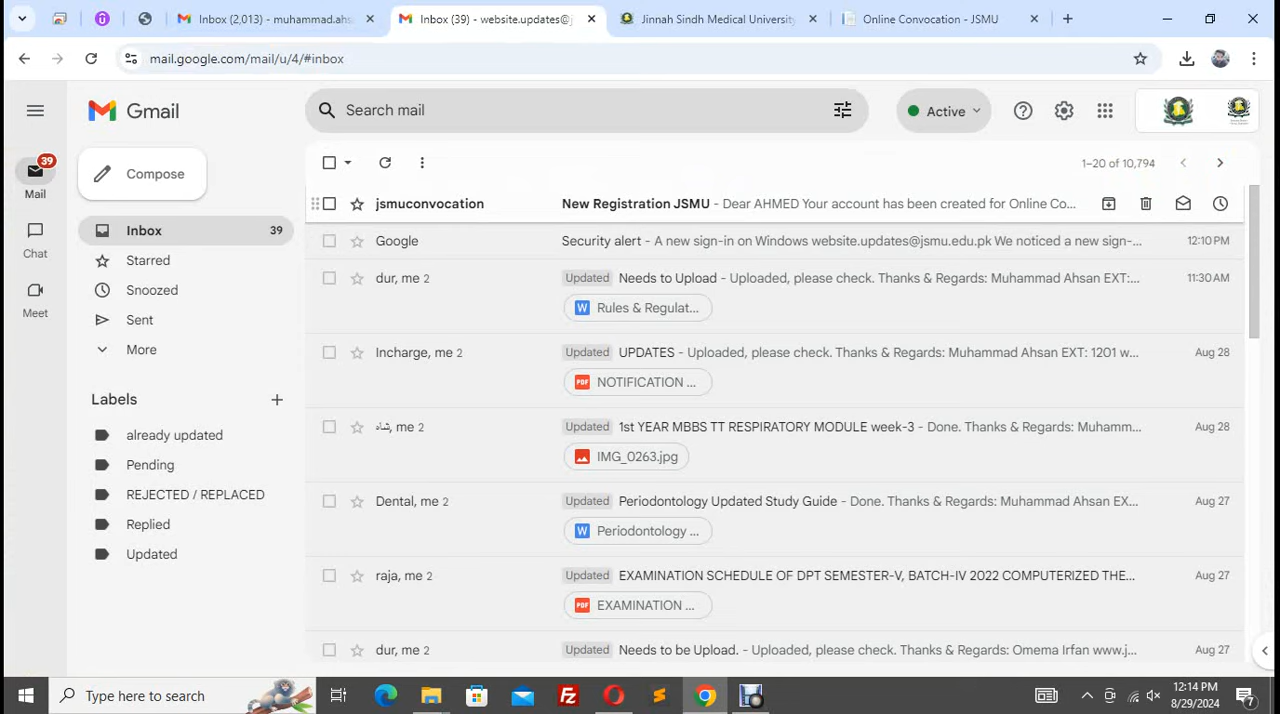 Inbox (2,013) - muhammad.ahs
Inbox (39) - website.updates@j
Jinnah Sindh Medical University
Online Convocation - JSMU
mail.google.com/mail/u/4/#inbox
Gmail
Search mail
Active
39
Mail
Chat
Meet
Compose
Inbox 39
Starred
Snoozed
Sent
More
Labels
already updated
Pending
REJECTED / REPLACED
Replied
Updated
1–20 of 10,794
jsmuconvocation New Registration JSMU - Dear AHMED Your account has been created for Online Co...
Google Security alert - A new sign-in on Windows website.updates@jsmu.edu.pk We noticed a new sign-... 12:10 PM
dur, me 2 Updated Needs to Upload - Uploaded, please check. Thanks & Regards: Muhammad Ahsan EXT:... 11:30 AM
W Rules & Regulat...
Incharge, me 2 Updated UPDATES - Uploaded, please check. Thanks & Regards: Muhammad Ahsan EXT: 1201 w... Aug 28
PDF NOTIFICATION ...
شاه, me 2 Updated 1st YEAR MBBS TT RESPIRATORY MODULE week-3 - Done. Thanks & Regards: Muhamm... Aug 28
IMG_0263.jpg
Dental, me 2 Updated Periodontology Updated Study Guide - Done. Thanks & Regards: Muhammad Ahsan EX... Aug 27
W Periodontology ...
raja, me 2 Updated EXAMINATION SCHEDULE OF DPT SEMESTER-V, BATCH-IV 2022 COMPUTERIZED THE... Aug 27
PDF EXAMINATION ...
dur, me 2 Updated Needs to be Upload. - Uploaded, please check. Thanks & Regards: Omema Irfan www.j... Aug 27
Type here to search
12:14 PM
8/29/2024
7